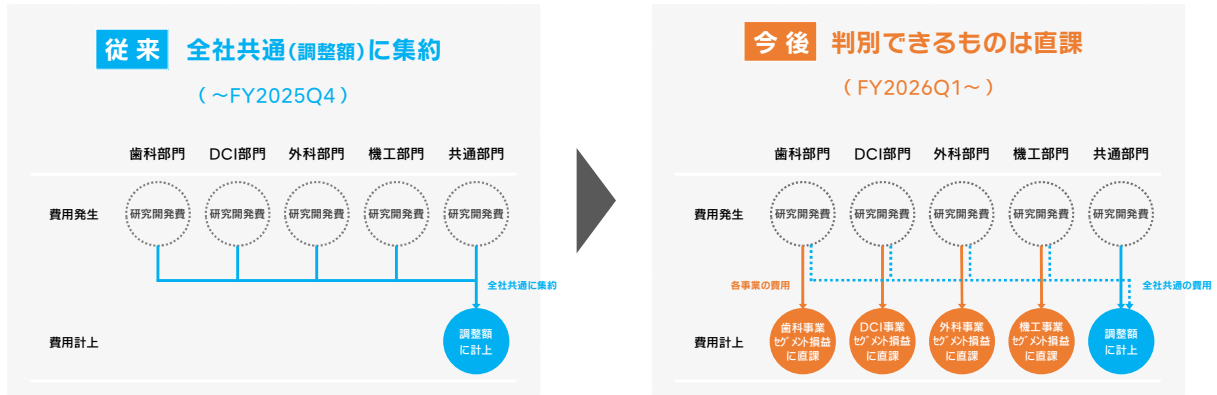 従来 全社共通(調整額)に集約
(～FY2025Q4)
歯科部門 DCI部門 外科部門 機工部門 共通部門
費用発生 研究開発費 研究開発費 研究開発費 研究開発費 研究開発費
全社共通に集約
費用計上
調整額
に計上
今後 判別できるものは直課
(FY2026Q1～)
歯科部門 DCI部門 外科部門 機工部門 共通部門
費用発生 研究開発費 研究開発費 研究開発費 研究開発費 研究開発費
各事業の費用
全社共通の費用
費用計上
歯科事業
セグメント損益
に直課
DCI事業
セグメント損益
に直課
外科事業
セグメント損益
に直課
機工事業
セグメント損益
に直課
調整額
に計上